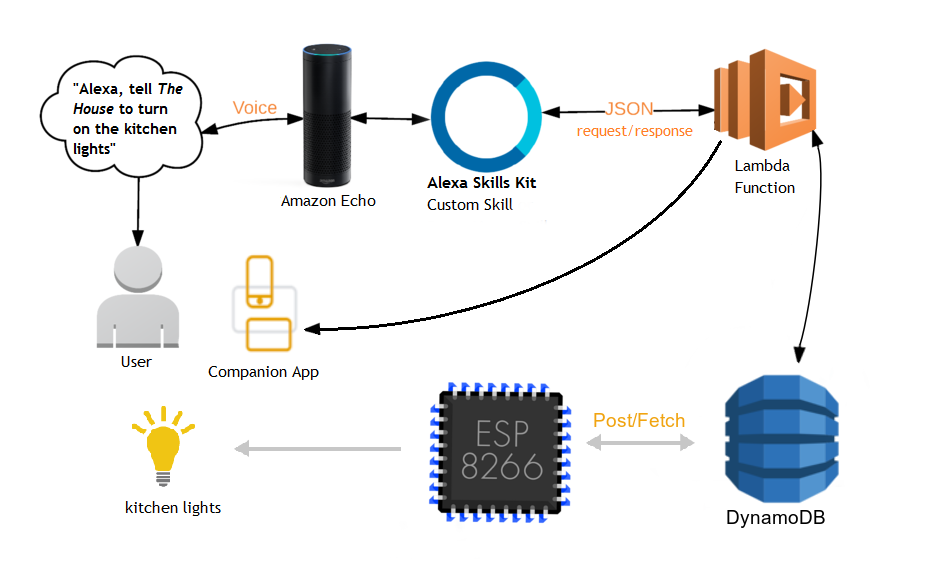 "Alexa, tell The
House to turn
on the kitchen
lights"
Voice
Amazon Echo
Alexa Skills Kit
Custom Skill
JSON
request/response
Lambda
Function
User
Companion App
kitchen lights
ESP
8266
Post/Fetch
DynamoDB